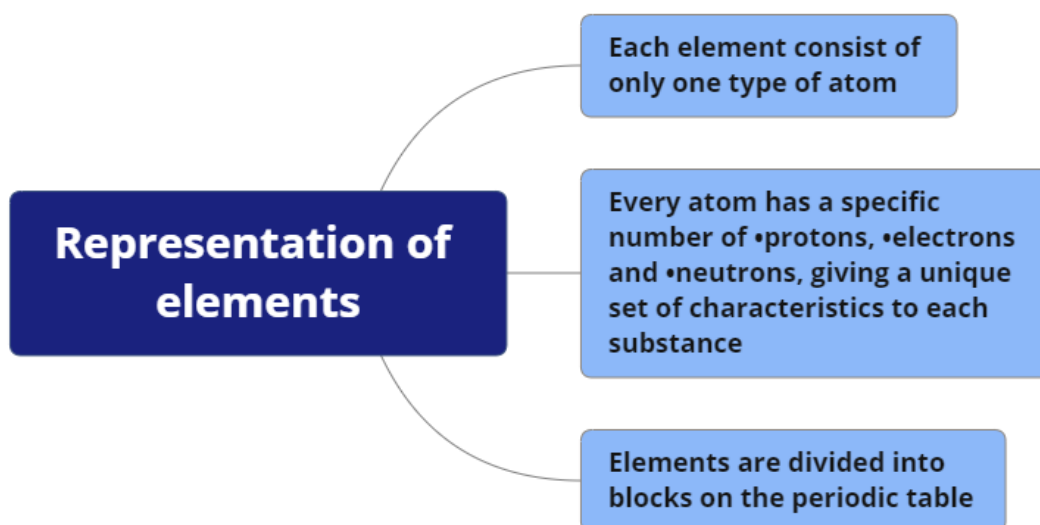 Representation of
elements
Each element consist of
only one type of atom
Every atom has a specific
number of •protons, •electrons
and •neutrons, giving a unique
set of characteristics to each
substance
Elements are divided into
blocks on the periodic table